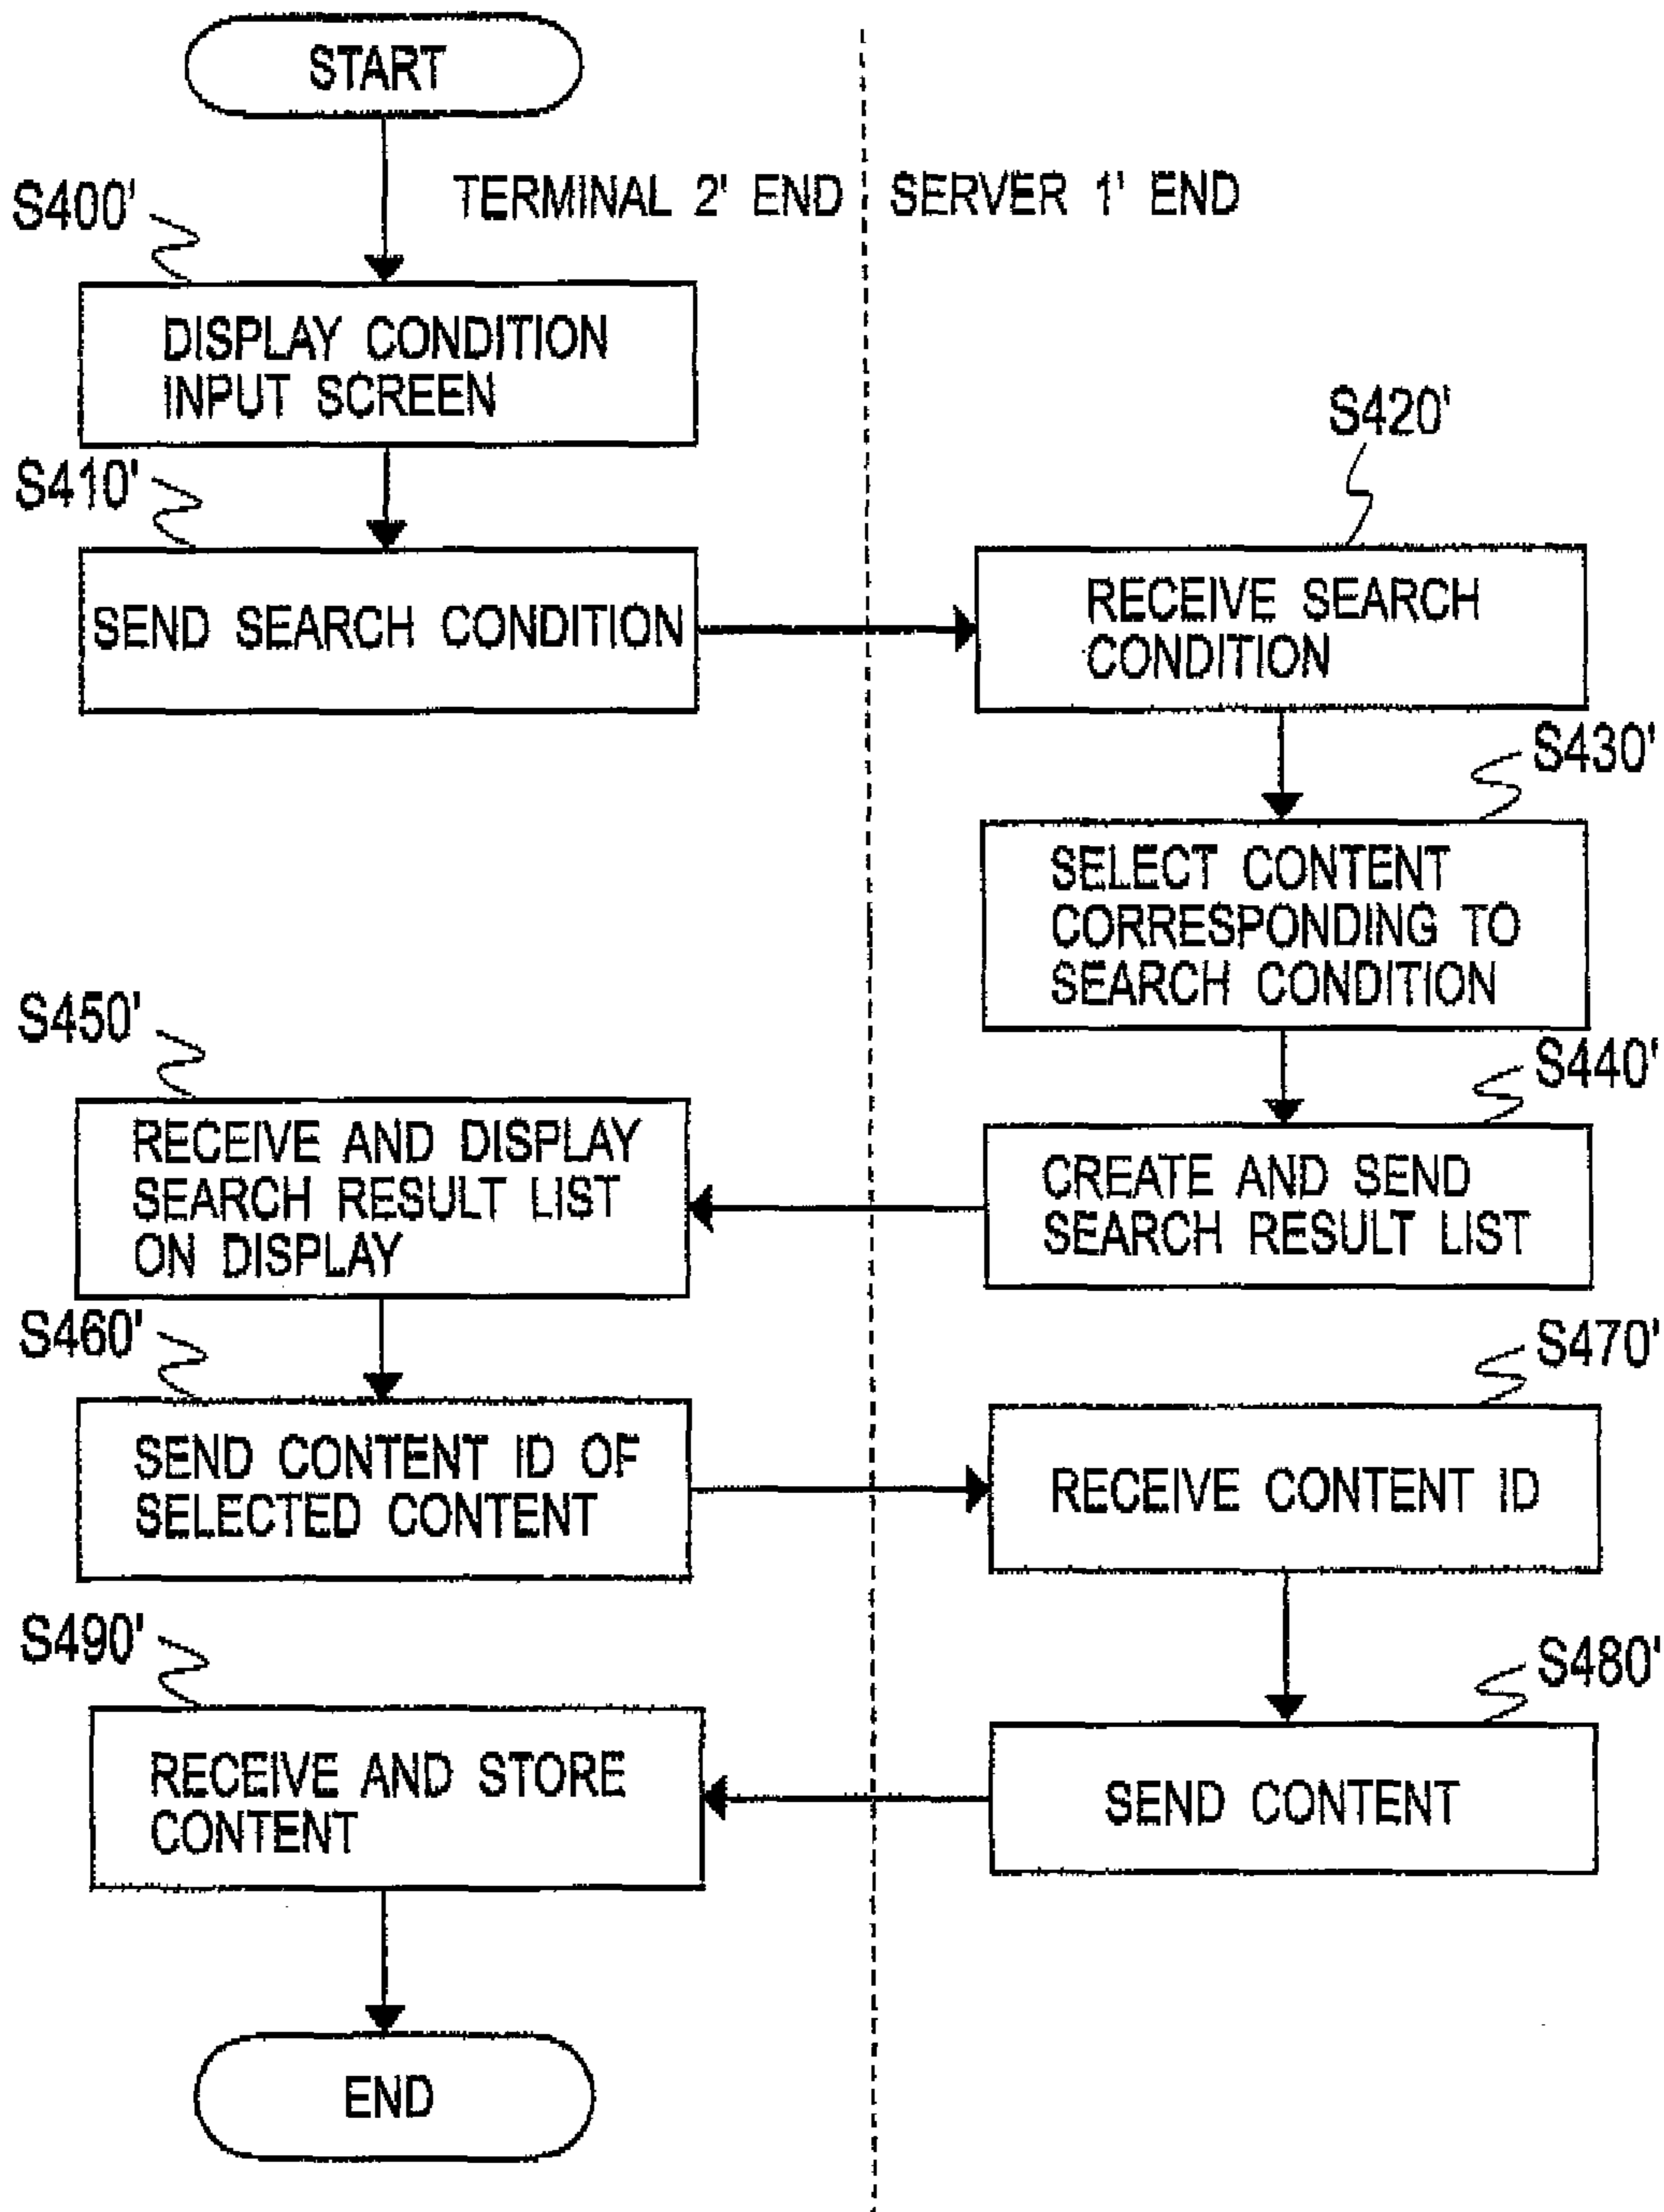 START
TERMINAL 2' END
SERVER 1' END
S400'
DISPLAY CONDITION
INPUT SCREEN
S410'
SEND SEARCH CONDITION
S420'
RECEIVE SEARCH
CONDITION
S430'
SELECT CONTENT
CORRESPONDING TO
SEARCH CONDITION
S440'
CREATE AND SEND
SEARCH RESULT LIST
S450'
RECEIVE AND DISPLAY
SEARCH RESULT LIST
ON DISPLAY
S460'
SEND CONTENT ID OF
SELECTED CONTENT
S470'
RECEIVE CONTENT ID
S480'
SEND CONTENT
S490'
RECEIVE AND STORE
CONTENT
END